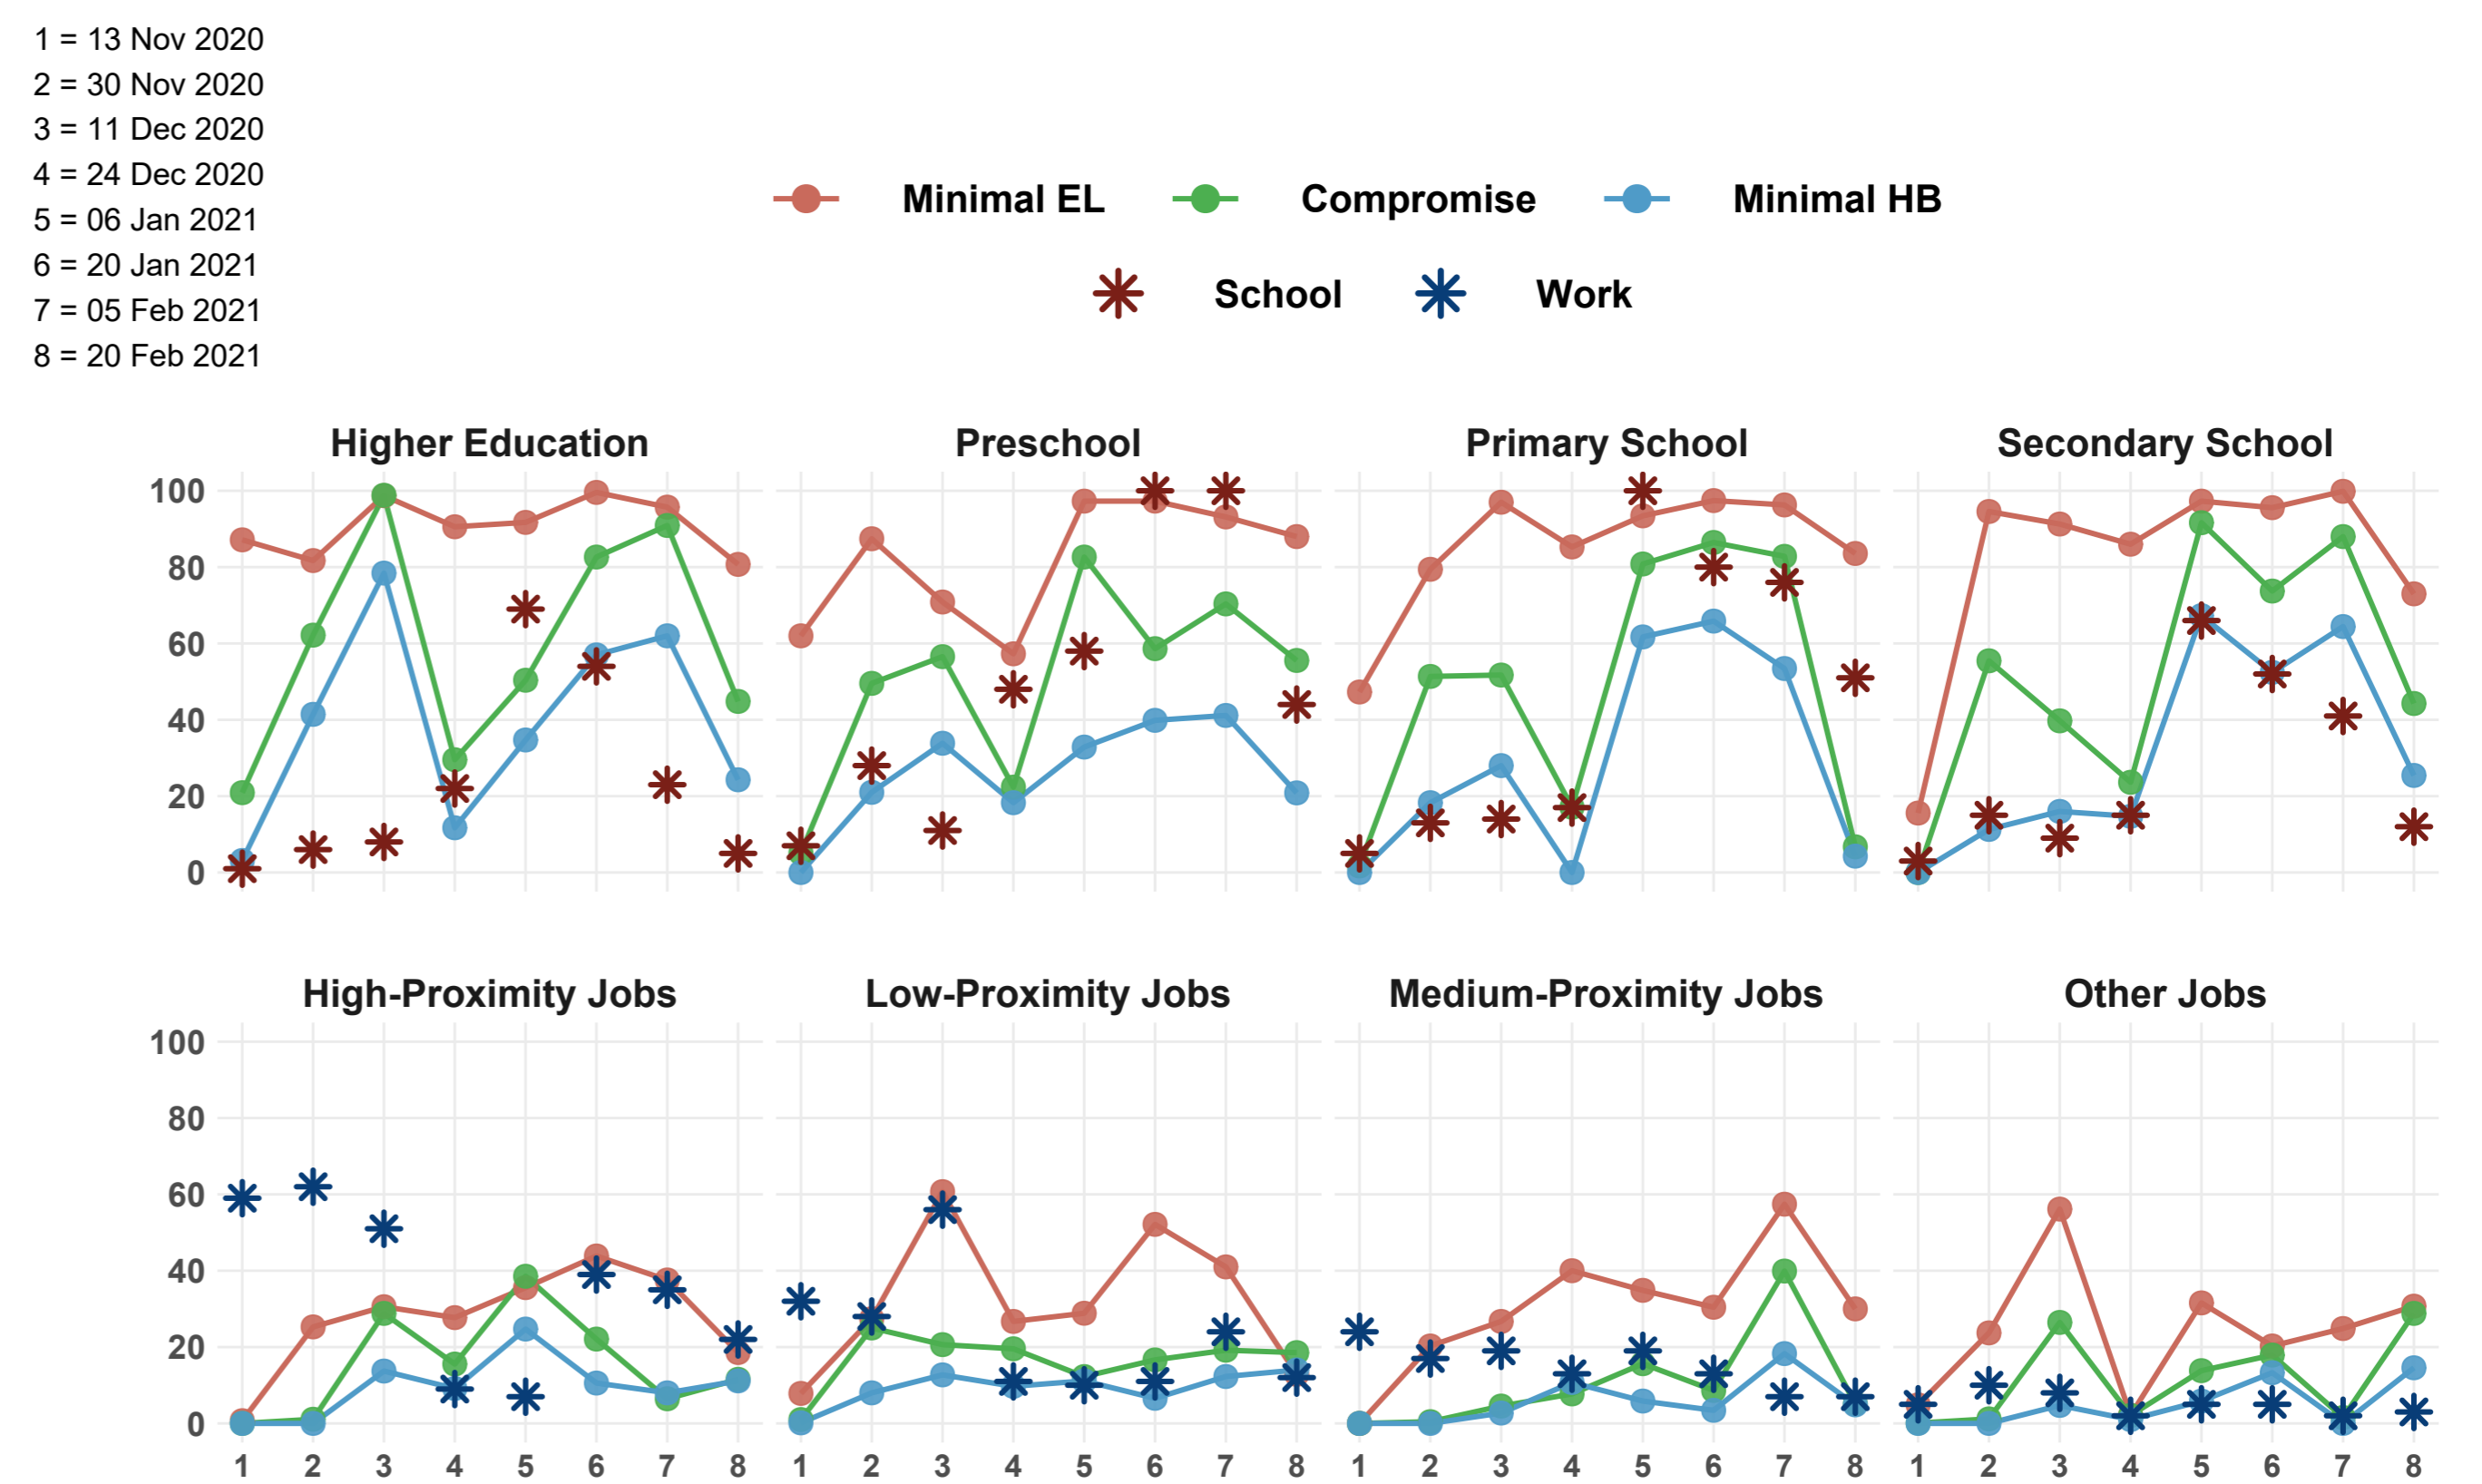 1 = 13 Nov 2020
2 = 30 Nov 2020
3 = 11 Dec 2020
4 = 24 Dec 2020
5 = 06 Jan 2021
6 = 20 Jan 2021
7 = 05 Feb 2021
8 = 20 Feb 2021
Minimal EL Compromise Minimal HB
School Work
Higher Education Preschool Primary School Secondary School
100
80
60
40
20
0
High-Proximity Jobs Low-Proximity Jobs Medium-Proximity Jobs Other Jobs
100
80
60
40
20
0
1 2 3 4 5 6 7 8 1 2 3 4 5 6 7 8 1 2 3 4 5 6 7 8 1 2 3 4 5 6 7 8